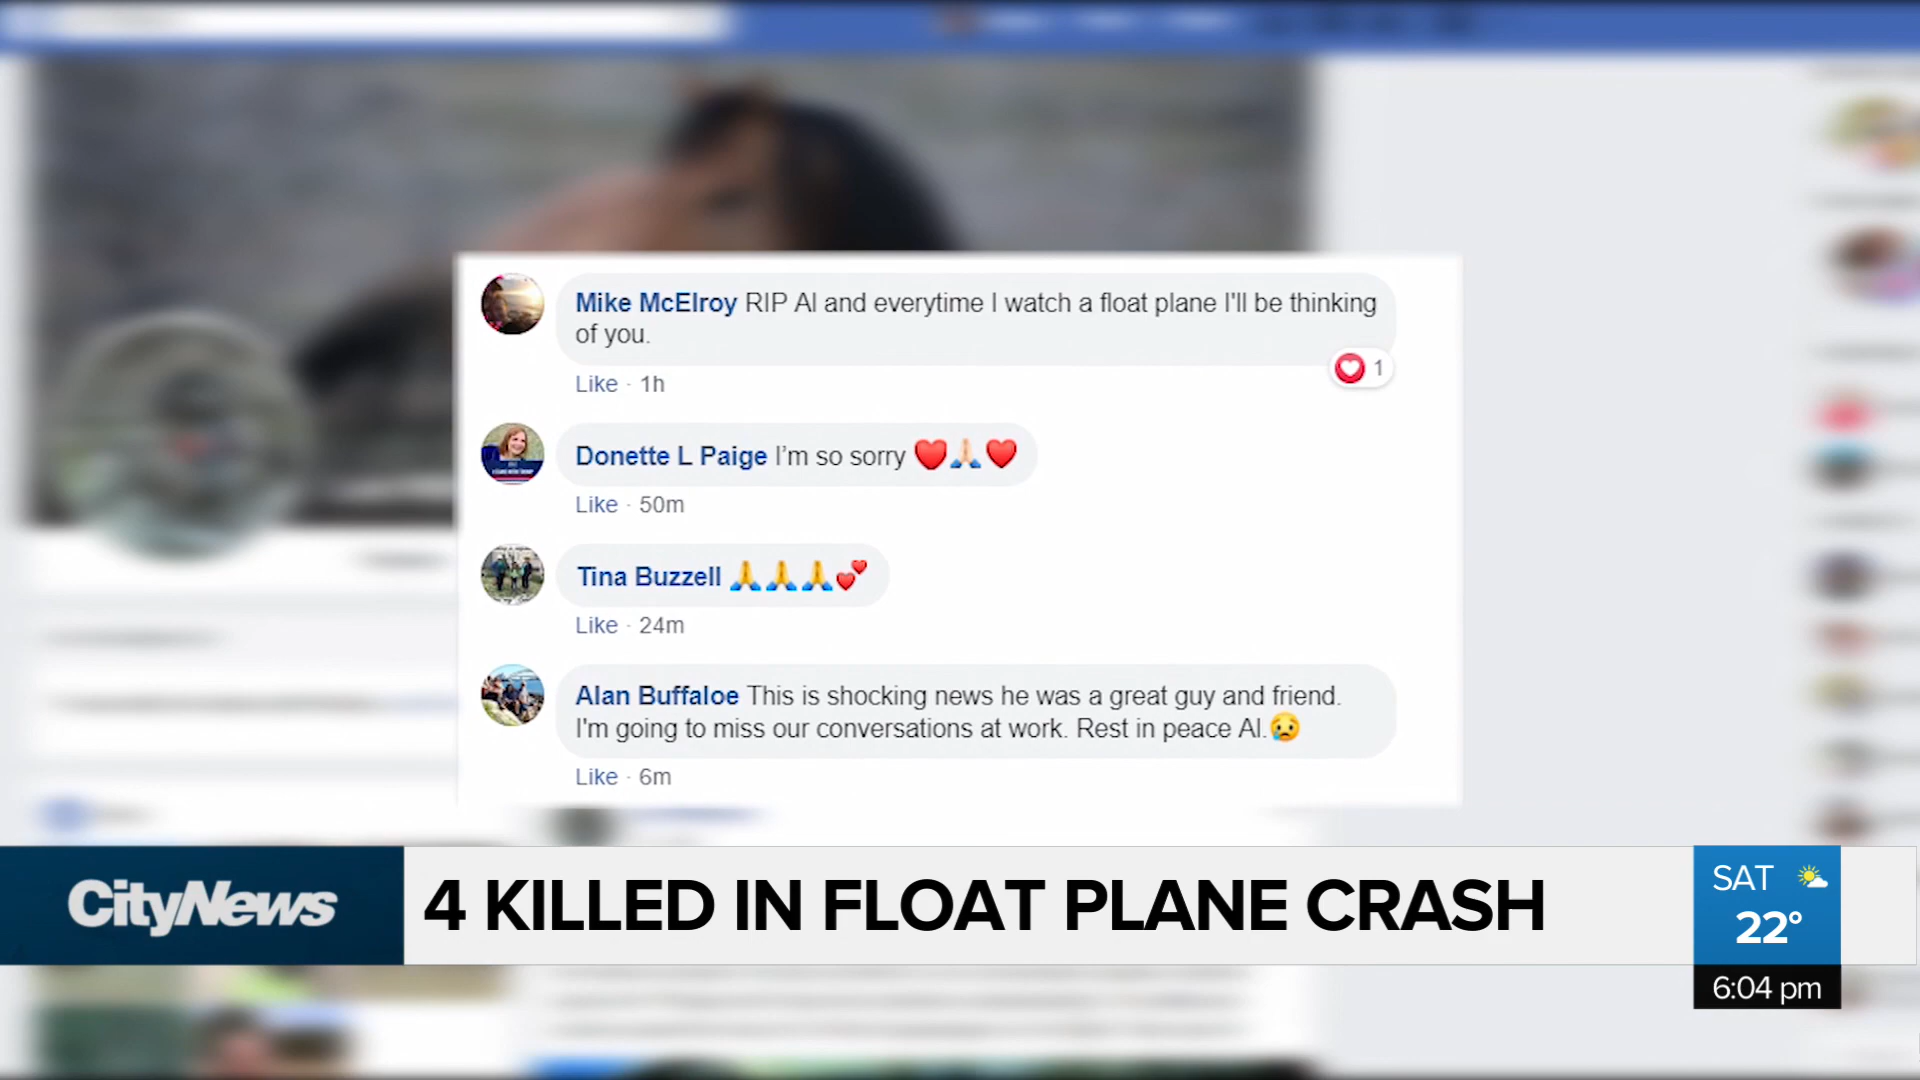 Mike McElroy RIP Al and everytime I watch a float plane I'll be thinking
of you.
1
Like · 1h
Donette L Paige I'm so sorry ❤️🙏🏻❤️
Like · 50m
Tina Buzzell 🙏🙏🙏💕
Like · 24m
Alan Buffaloe This is shocking news he was a great guy and friend.
I'm going to miss our conversations at work. Rest in peace Al.😢
Like · 6m
CityNews
4 KILLED IN FLOAT PLANE CRASH
SAT
22°
6:04 pm